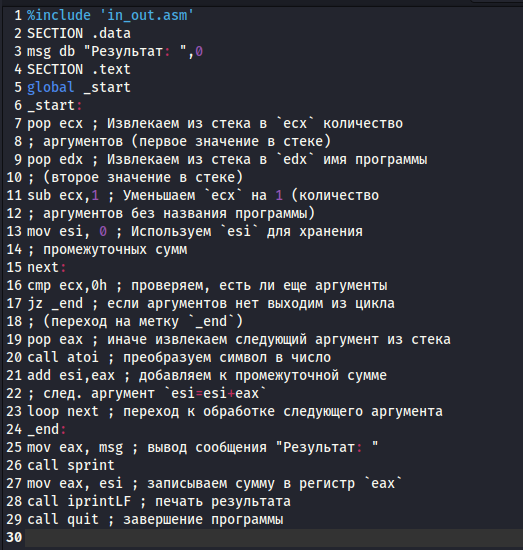 1 %include 'in_out.asm'
2 SECTION .data
3 msg db "Результат: ",0
4 SECTION .text
5 global _start
6 _start:
7 pop ecx ; Извлекаем из стека в `ecx` количество
8 ; аргументов (первое значение в стеке)
9 pop edx ; Извлекаем из стека в `edx` имя программы
10 ; (второе значение в стеке)
11 sub ecx,1 ; Уменьшаем `ecx` на 1 (количество
12 ; аргументов без названия программы)
13 mov esi, 0 ; Используем `esi` для хранения
14 ; промежуточных сумм
15 next:
16 cmp ecx,0h ; проверяем, есть ли еще аргументы
17 jz _end ; если аргументов нет выходим из цикла
18 ; (переход на метку `_end`)
19 pop eax ; иначе извлекаем следующий аргумент из стека
20 call atoi ; преобразуем символ в число
21 add esi,eax ; добавляем к промежуточной сумме
22 ; след. аргумент `esi=esi+eax`
23 loop next ; переход к обработке следующего аргумента
24 _end:
25 mov eax, msg ; вывод сообщения "Результат: "
26 call sprint
27 mov eax, esi ; записываем сумму в регистр `eax`
28 call iprintLF ; печать результата
29 call quit ; завершение программы
30